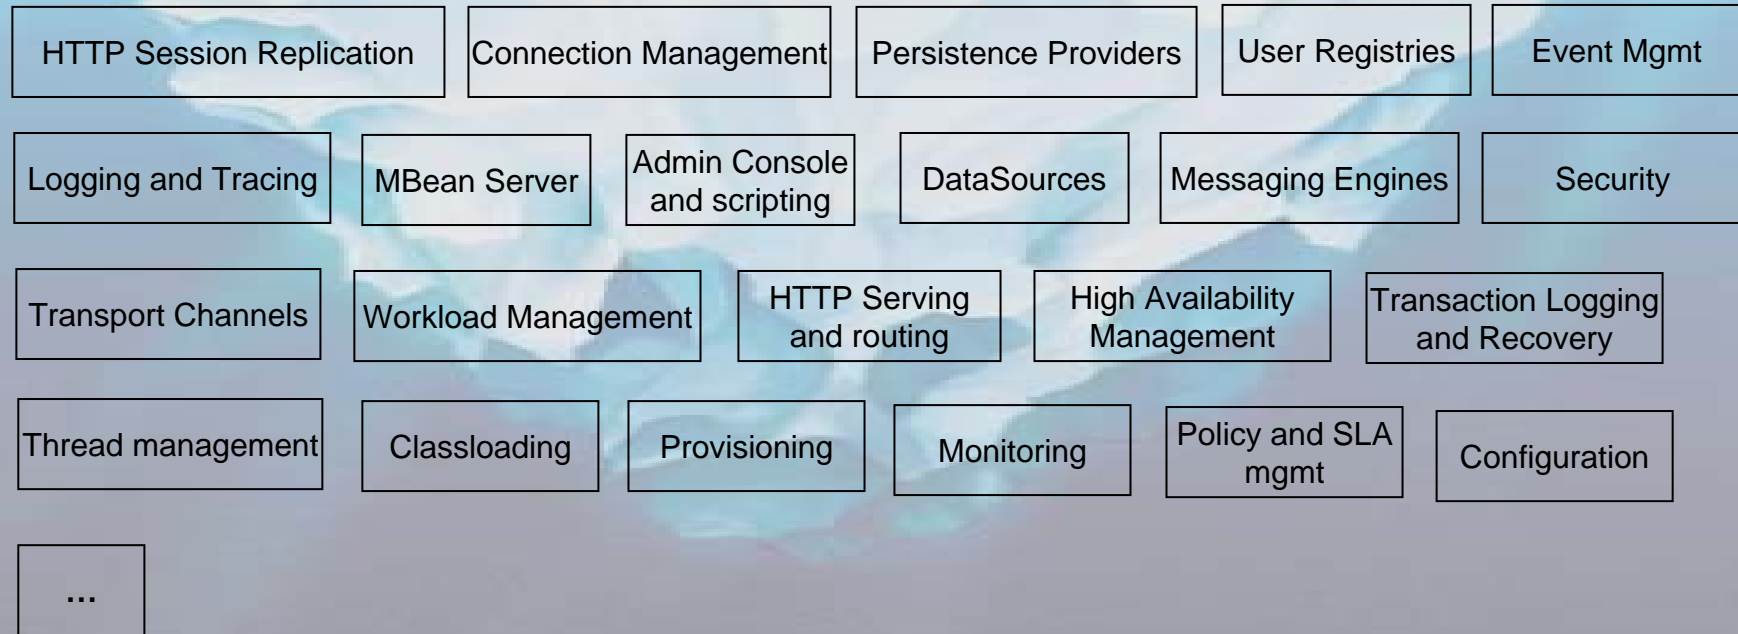 HTTP Session Replication
Connection Management
Persistence Providers
User Registries
Event Mgmt
Logging and Tracing
MBean Server
Admin Console
and scripting
DataSources
Messaging Engines
Security
Transport Channels
Workload Management
HTTP Serving
and routing
High Availability
Management
Transaction Logging
and Recovery
Thread management
Classloading
Provisioning
Monitoring
Policy and SLA
mgmt
Configuration
...